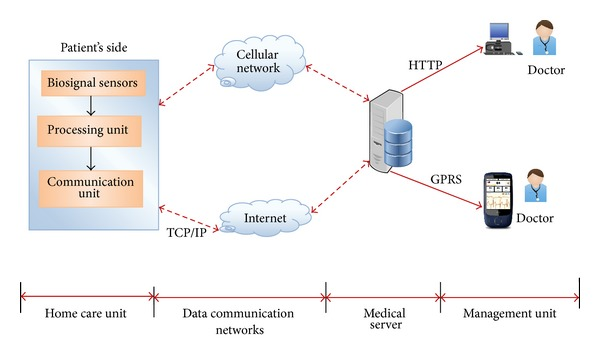 Patient's side
Biosignal sensors
Processing unit
Communication
unit
Cellular
network
Internet
TCP/IP
HTTP
GPRS
Doctor
Doctor
Home care unit
Data communication
networks
Medical
server
Management unit